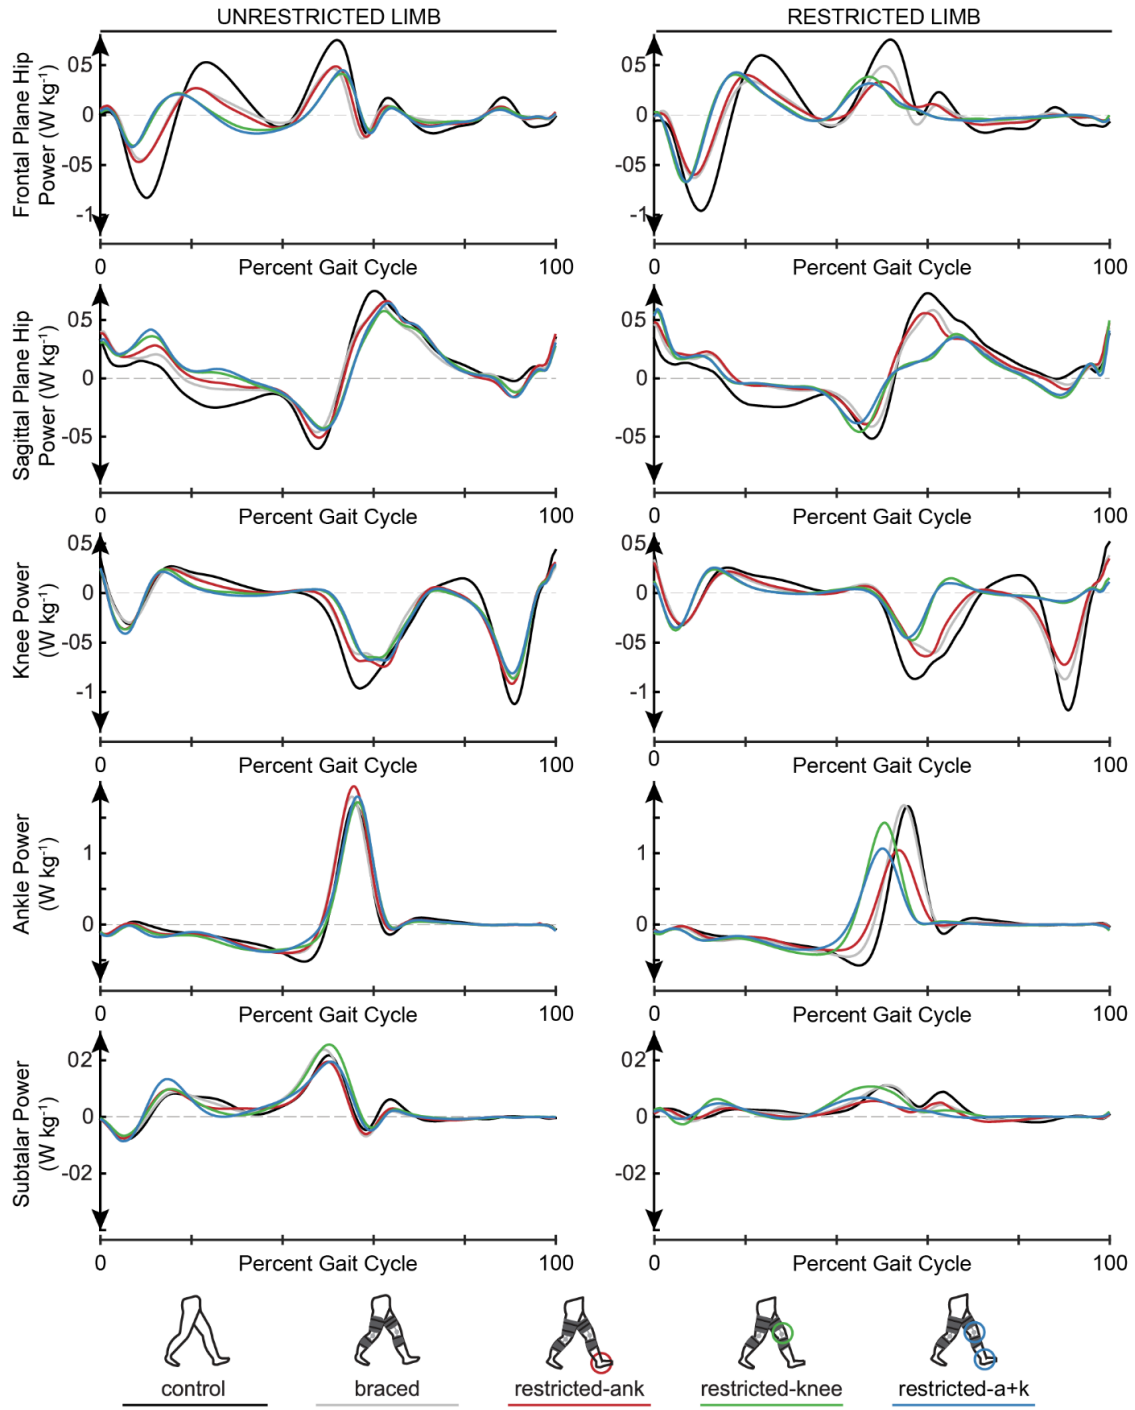 UNRESTRICTED LIMB
RESTRICTED LIMB
Frontal Plane Hip
Power (W kg-1)
05
0
-05
-1
05
0
-05
-1
0
Percent Gait Cycle
100
0
Percent Gait Cycle
100
Sagittal Plane Hip
Power (W kg-1)
05
0
-05
05
0
-05
0
Percent Gait Cycle
100
0
Percent Gait Cycle
100
Knee Power
(W kg-1)
05
0
-05
-1
05
0
-05
-1
0
Percent Gait Cycle
100
0
Percent Gait Cycle
100
Ankle Power
(W kg-1)
1
0
1
0
0
Percent Gait Cycle
100
0
Percent Gait Cycle
100
Subtalar Power
(W kg-1)
02
0
-02
02
0
-02
0
Percent Gait Cycle
100
0
Percent Gait Cycle
100
control
braced
restricted-ank
restricted-knee
restricted-a+k